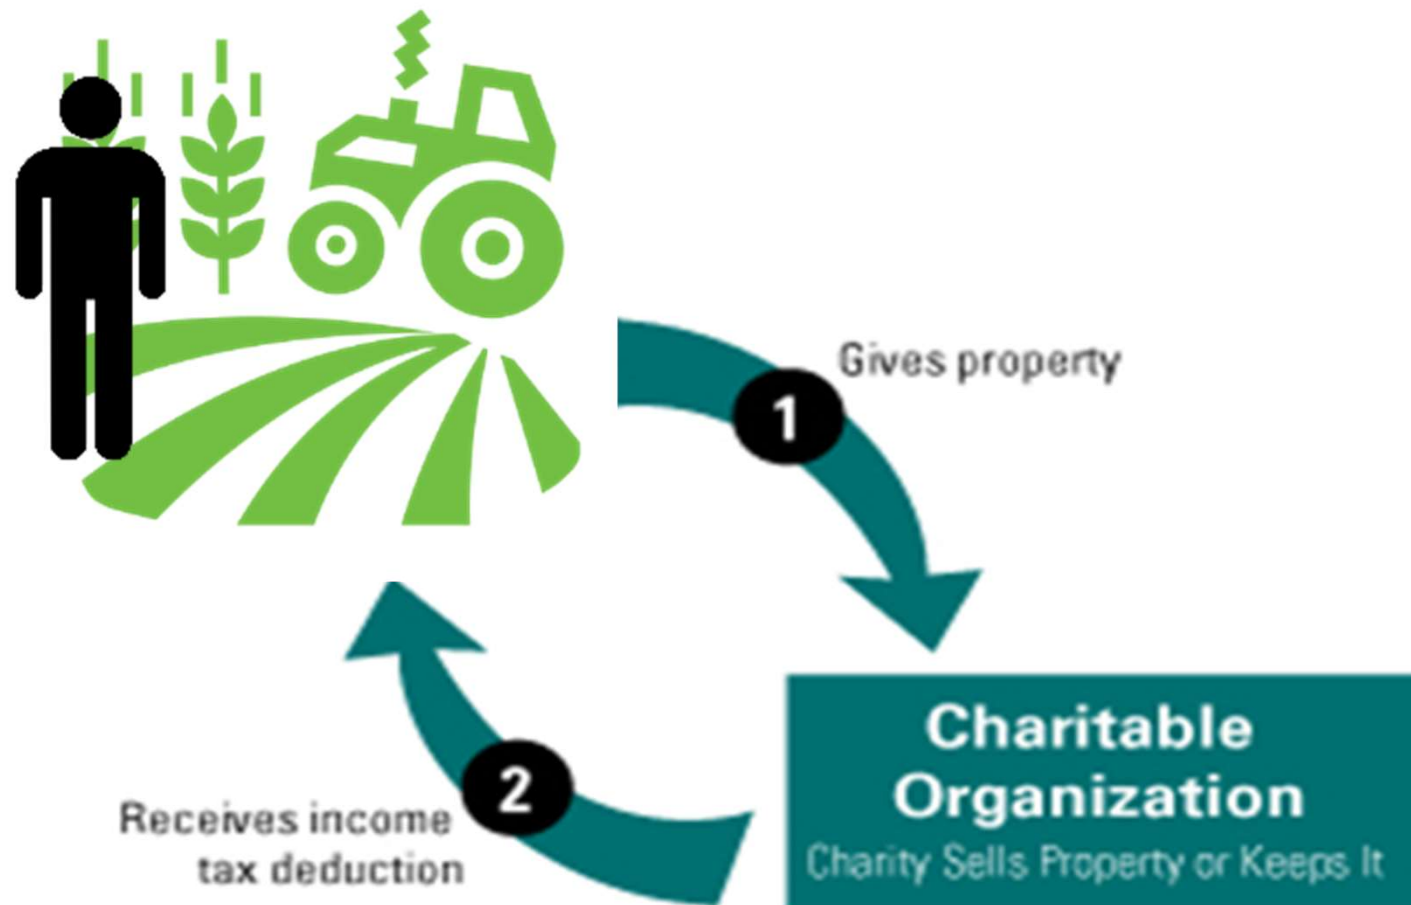 1
Gives property
Charitable
Organization
Charity Sells Property or Keeps It
2
Receives income
tax deduction